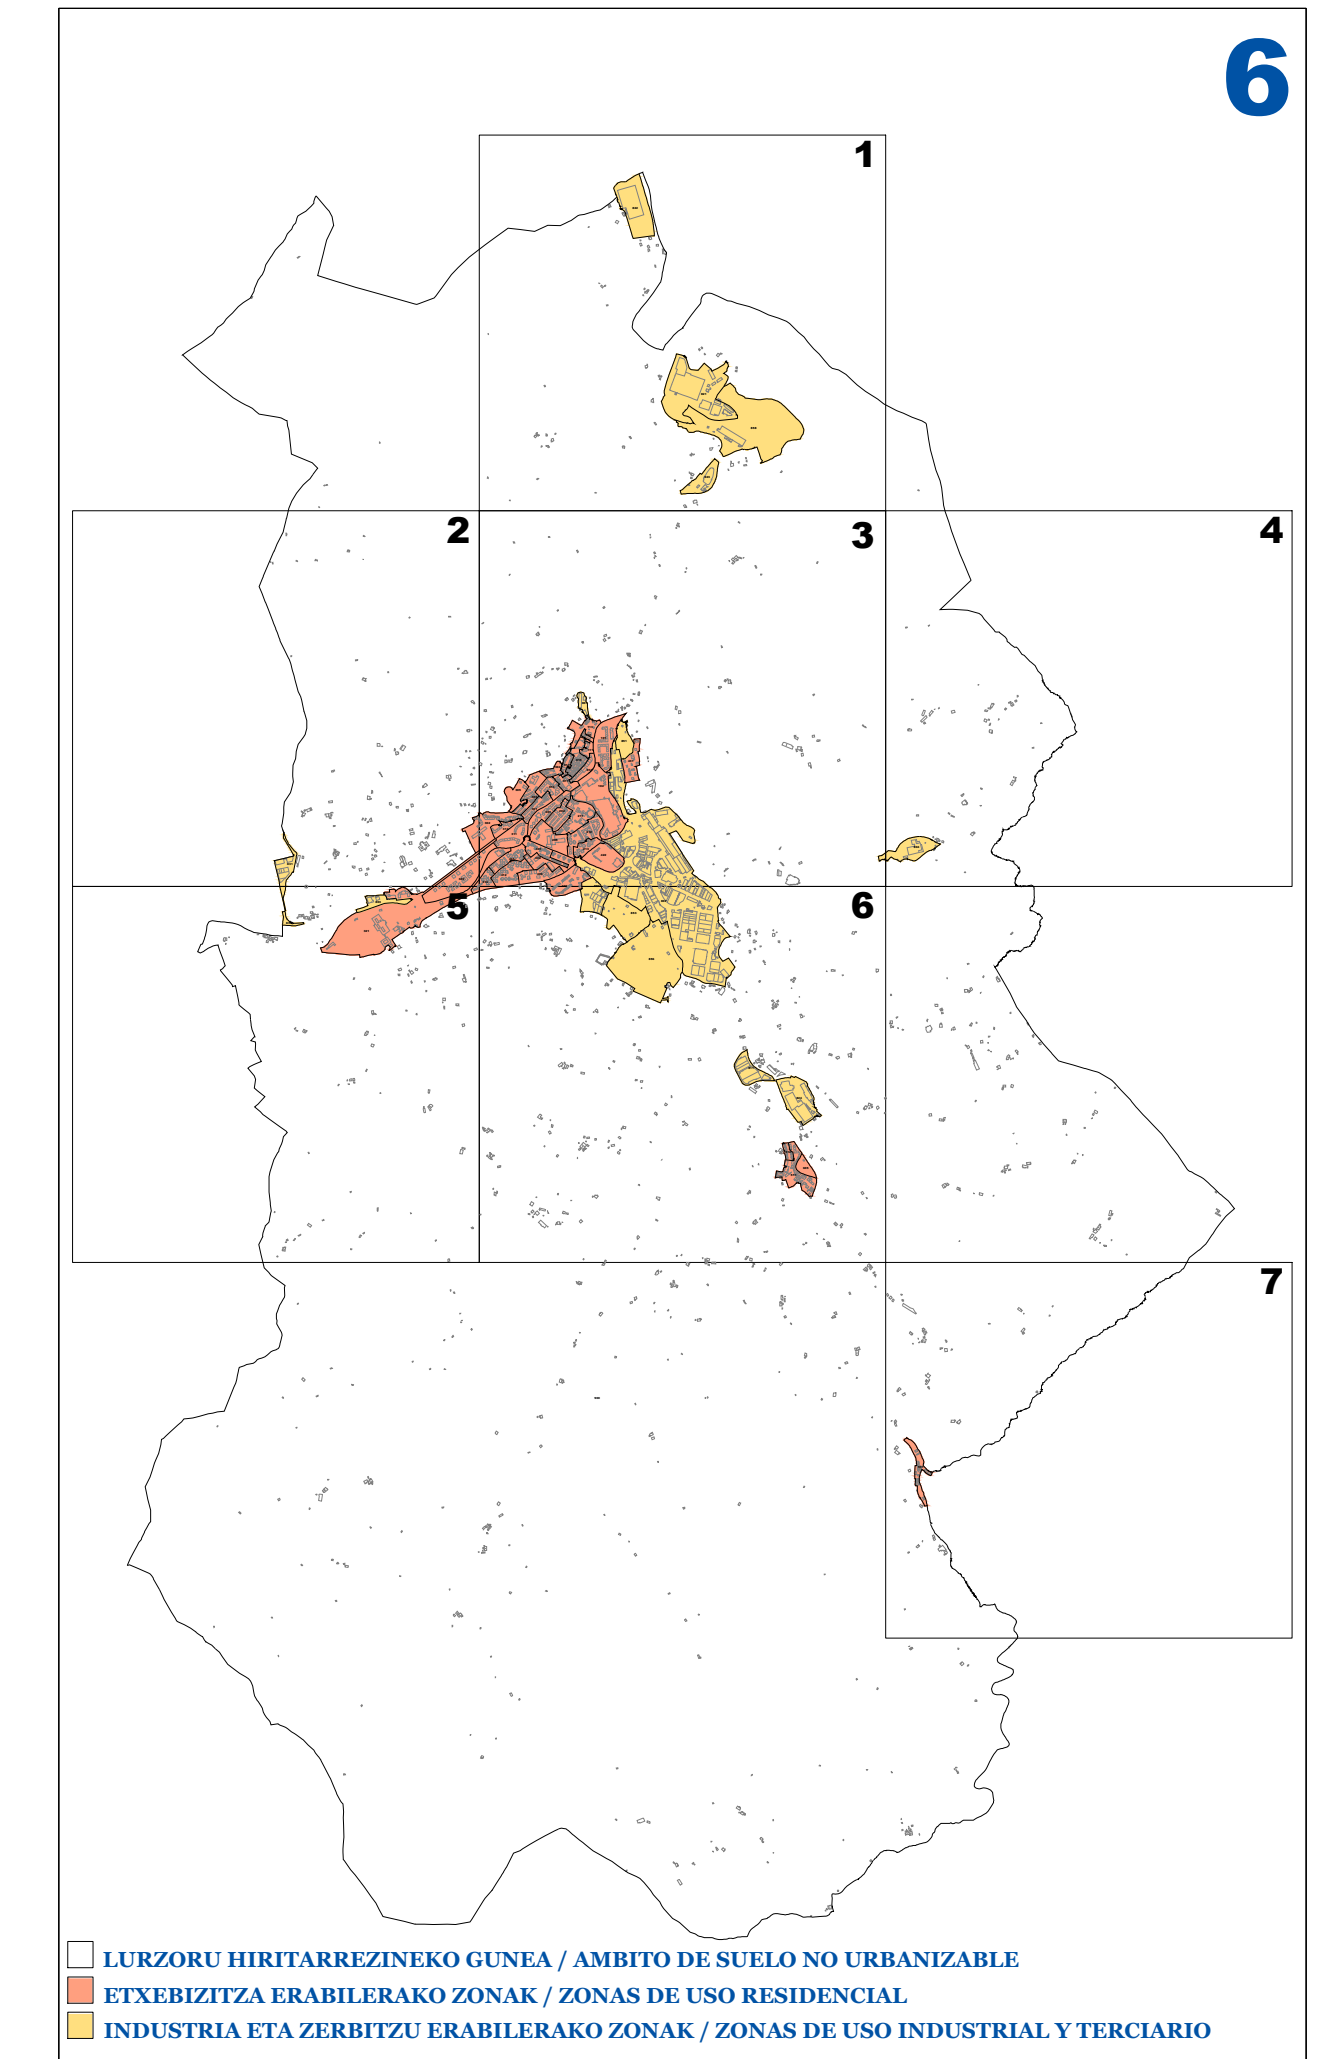 6
1
2
3
4
5
6
7
LURZORU HIRITARREZINEKO GUNEA / AMBITO DE SUELO NO URBANIZABLE
ETXEBIZITZA ERABILERAKO ZONAK / ZONAS DE USO RESIDENCIAL
INDUSTRIA ETA ZERBITZU ERABILERAKO ZONAK / ZONAS DE USO INDUSTRIAL Y TERCIARIO